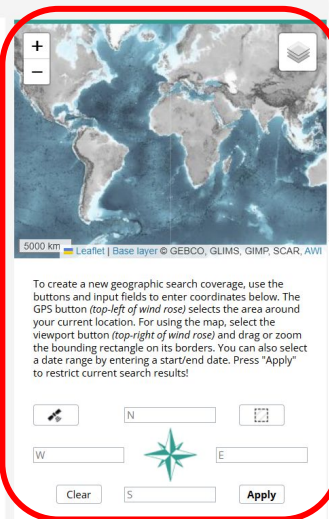 +
−
5000 km
Leaflet | Base layer © GEBCO, GLIMS, GIMP, SCAR, AWI
To create a new geographic search coverage, use the
buttons and input fields to enter coordinates below. The
GPS button (top-left of wind rose) selects the area around
your current location. For using the map, select the
viewport button (top-right of wind rose) and drag or zoom
the bounding rectangle on its borders. You can also select
a date range by entering a start/end date. Press "Apply"
to restrict current search results!
N
W
E
Clear
S
Apply